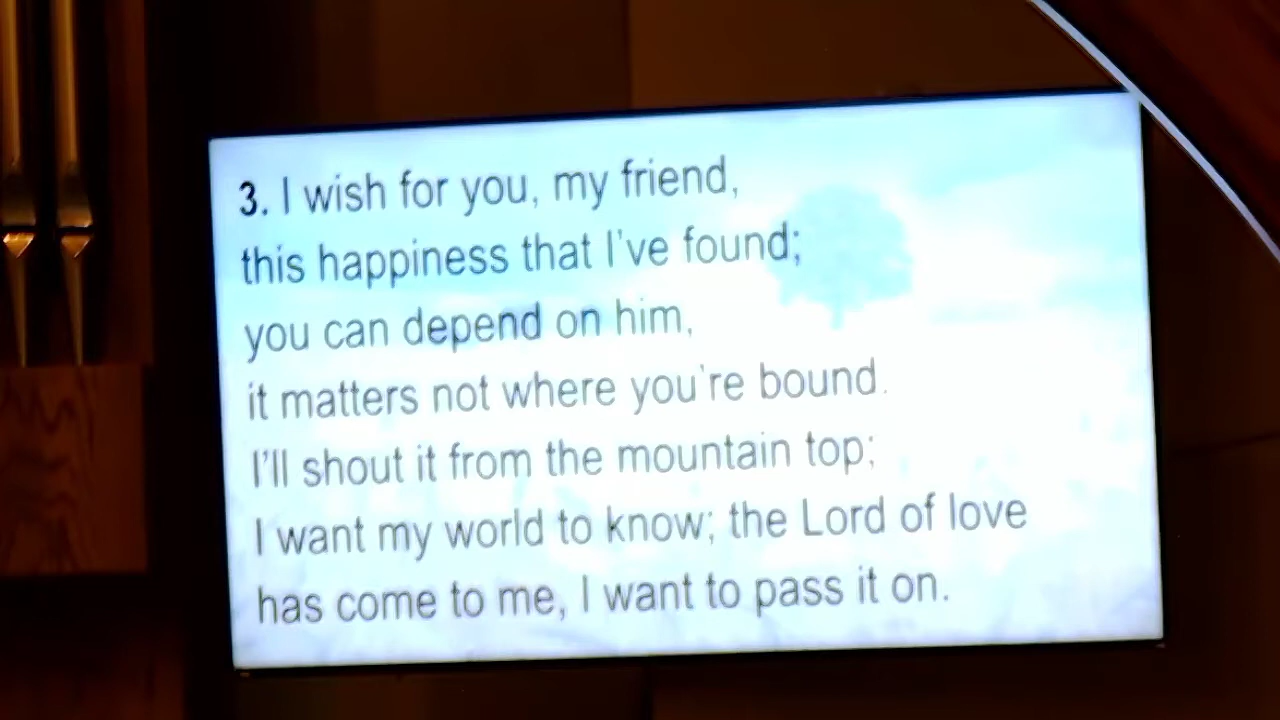 3. I wish for you, my friend,
this happiness that I've found;
you can depend on him,
it matters not where you're bound.
I'll shout it from the mountain top;
I want my world to know; the Lord of love
has come to me, I want to pass it on.